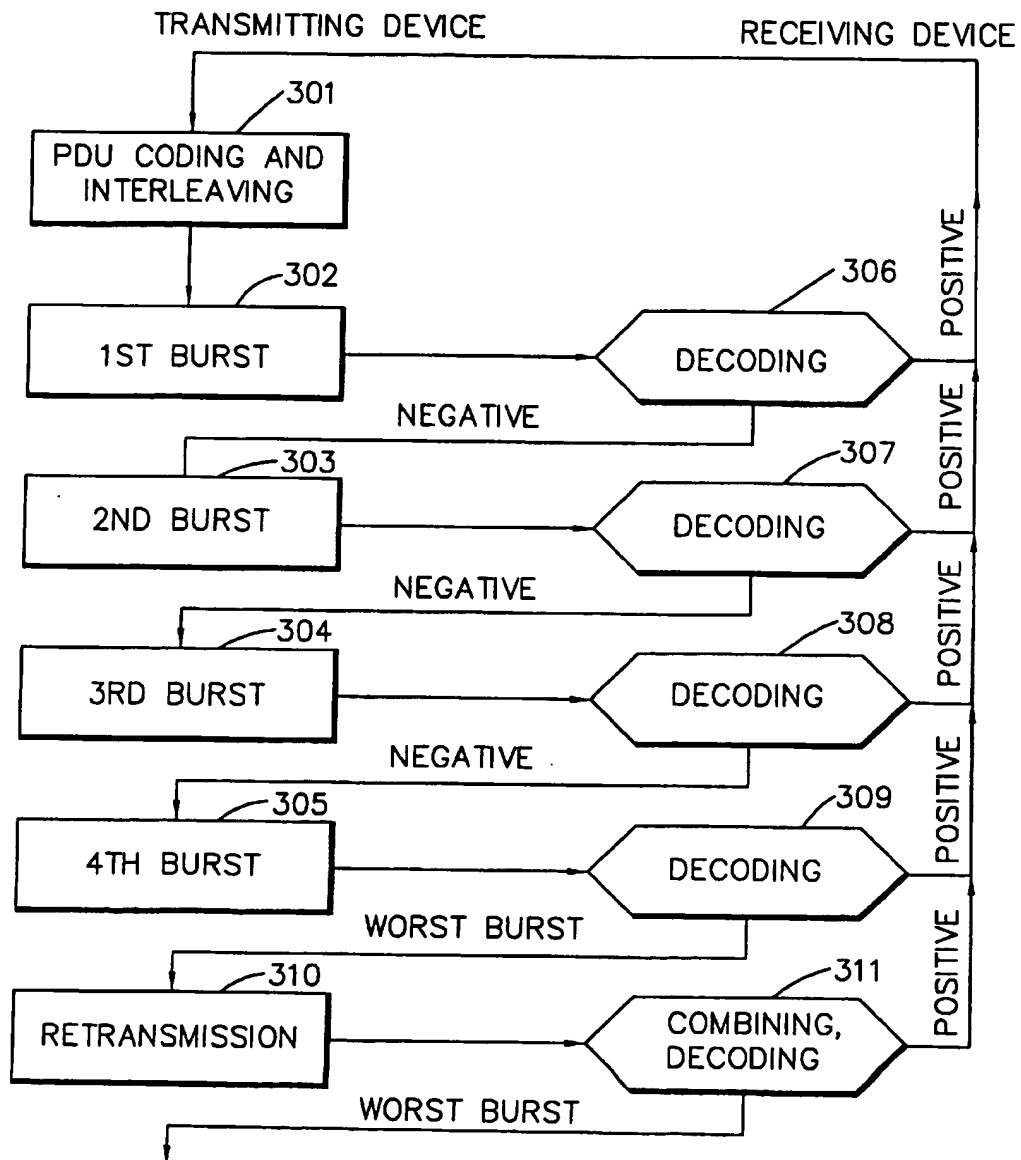 TRANSMITTING DEVICE
RECEIVING DEVICE
301
PDU CODING AND
INTERLEAVING
302
1ST BURST
306
DECODING
POSITIVE
NEGATIVE
303
2ND BURST
307
DECODING
POSITIVE
NEGATIVE
304
3RD BURST
308
DECODING
POSITIVE
NEGATIVE
305
4TH BURST
309
DECODING
POSITIVE
WORST BURST
310
RETRANSMISSION
311
COMBINING,
DECODING
POSITIVE
WORST BURST